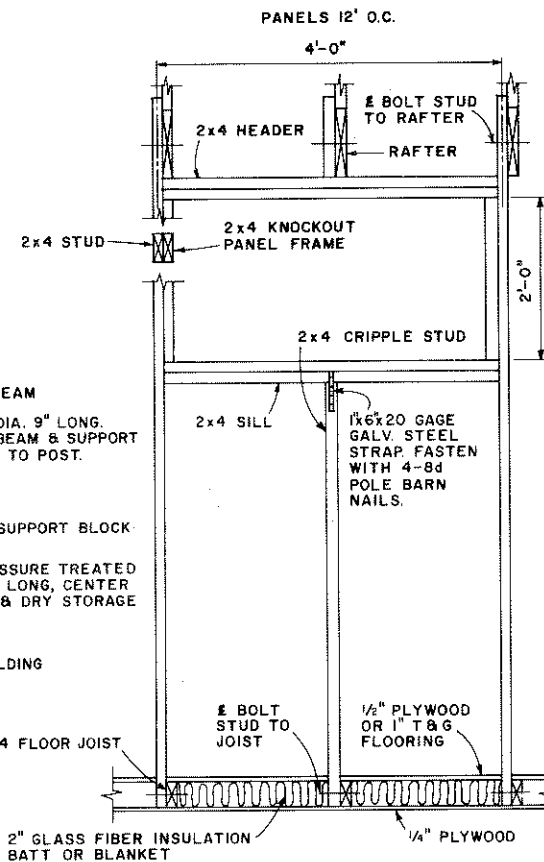 PANELS 12' O.C.
4'-0"
℄ BOLT STUD
TO RAFTER
2x4 HEADER
RAFTER
2x4 STUD
2x4 KNOCKOUT
PANEL FRAME
2'-0"
2x4 CRIPPLE STUD
EAM
DIA. 9" LONG.
BEAM & SUPPORT
TO POST.
2x4 SILL
1"x6"x20 GAGE
GALV. STEEL
STRAP. FASTEN
WITH 4-8d
POLE BARN
NAILS.
SUPPORT BLOCK
SSURE TREATED
LONG, CENTER
& DRY STORAGE
LDING
4 FLOOR JOIST
℄ BOLT
STUD TO
JOIST
1/2" PLYWOOD
OR 1" T&G
FLOORING
2" GLASS FIBER INSULATION
BATT OR BLANKET
1/4" PLYWOOD